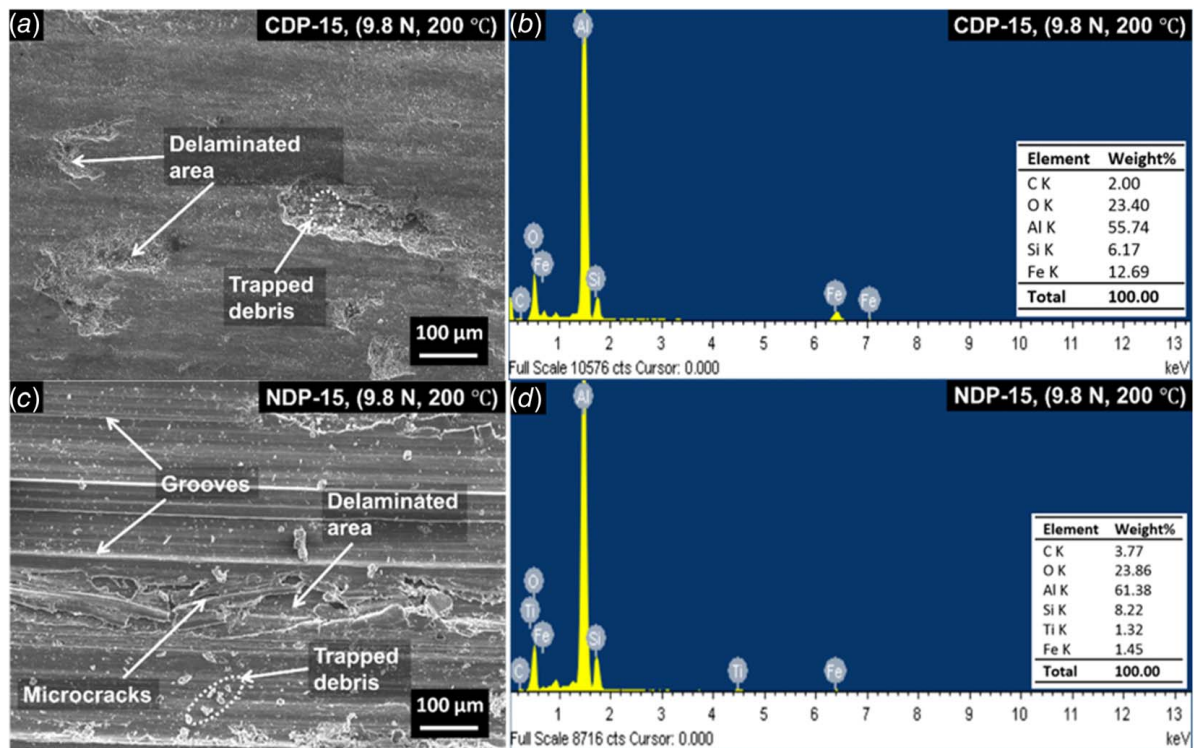 (a)
CDP-15, (9.8 N, 200 ℃)
Delaminated
area
Trapped
debris
100 µm
(b)
CDP-15, (9.8 N, 200 ℃)
Al
O
Fe
C
Si
Fe
Fe
Element Weight%
C K 2.00
O K 23.40
Al K 55.74
Si K 6.17
Fe K 12.69
Total 100.00
1 2 3 4 5 6 7 8 9 10 11 12 13
Full Scale 10576 cts Cursor: 0.000
keV
(c)
NDP-15, (9.8 N, 200 ℃)
Grooves
Delaminated
area
Microcracks
Trapped
debris
100 µm
(d)
NDP-15, (9.8 N, 200 ℃)
Al
O
Ti
Fe
C
Si
Ti
Fe
Element Weight%
C K 3.77
O K 23.86
Al K 61.38
Si K 8.22
Ti K 1.32
Fe K 1.45
Total 100.00
1 2 3 4 5 6 7 8 9 10 11 12 13
Full Scale 8716 cts Cursor: 0.000
keV